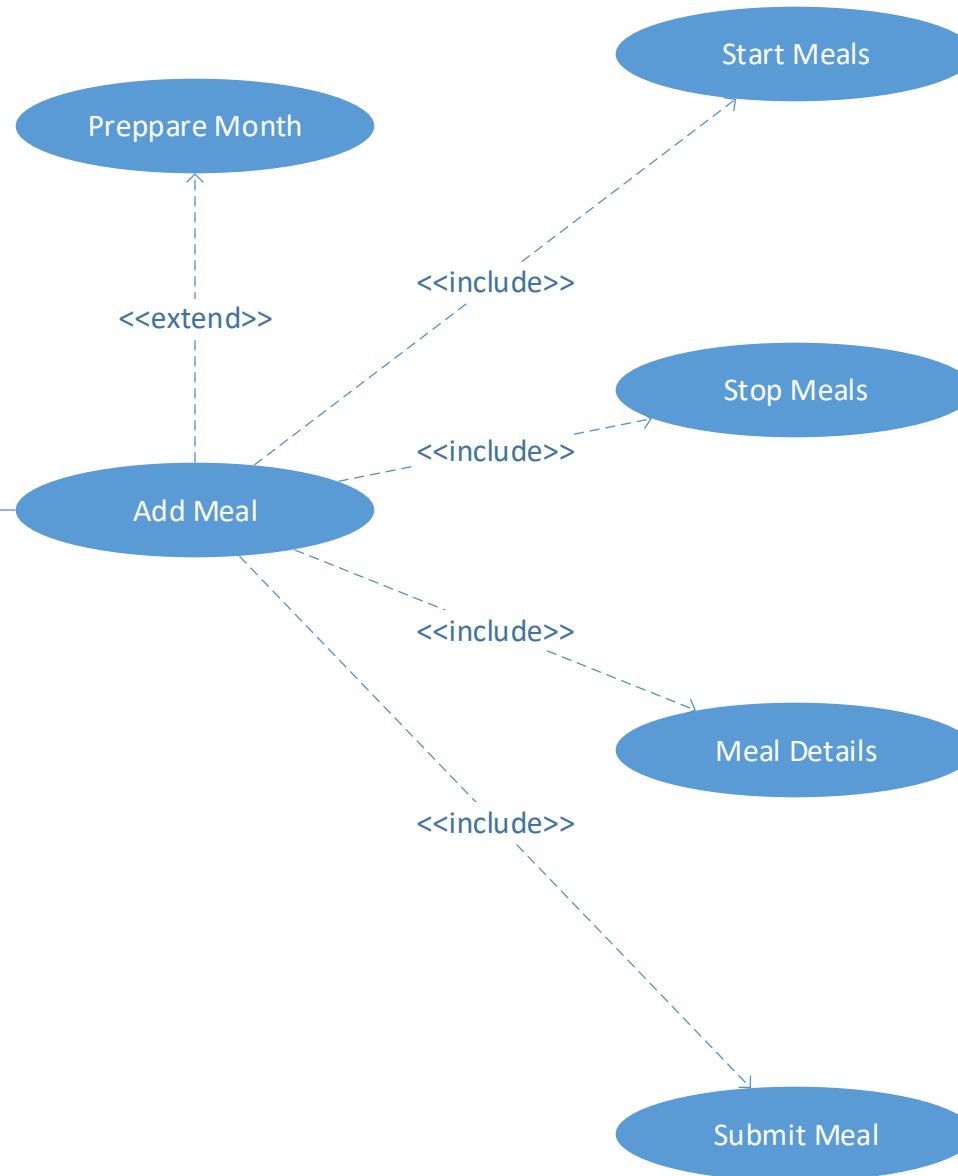 Start Meals
Preppare Month
<<include>>
<<extend>>
Stop Meals
<<include>>
Add Meal
<<include>>
Meal Details
<<include>>
Submit Meal